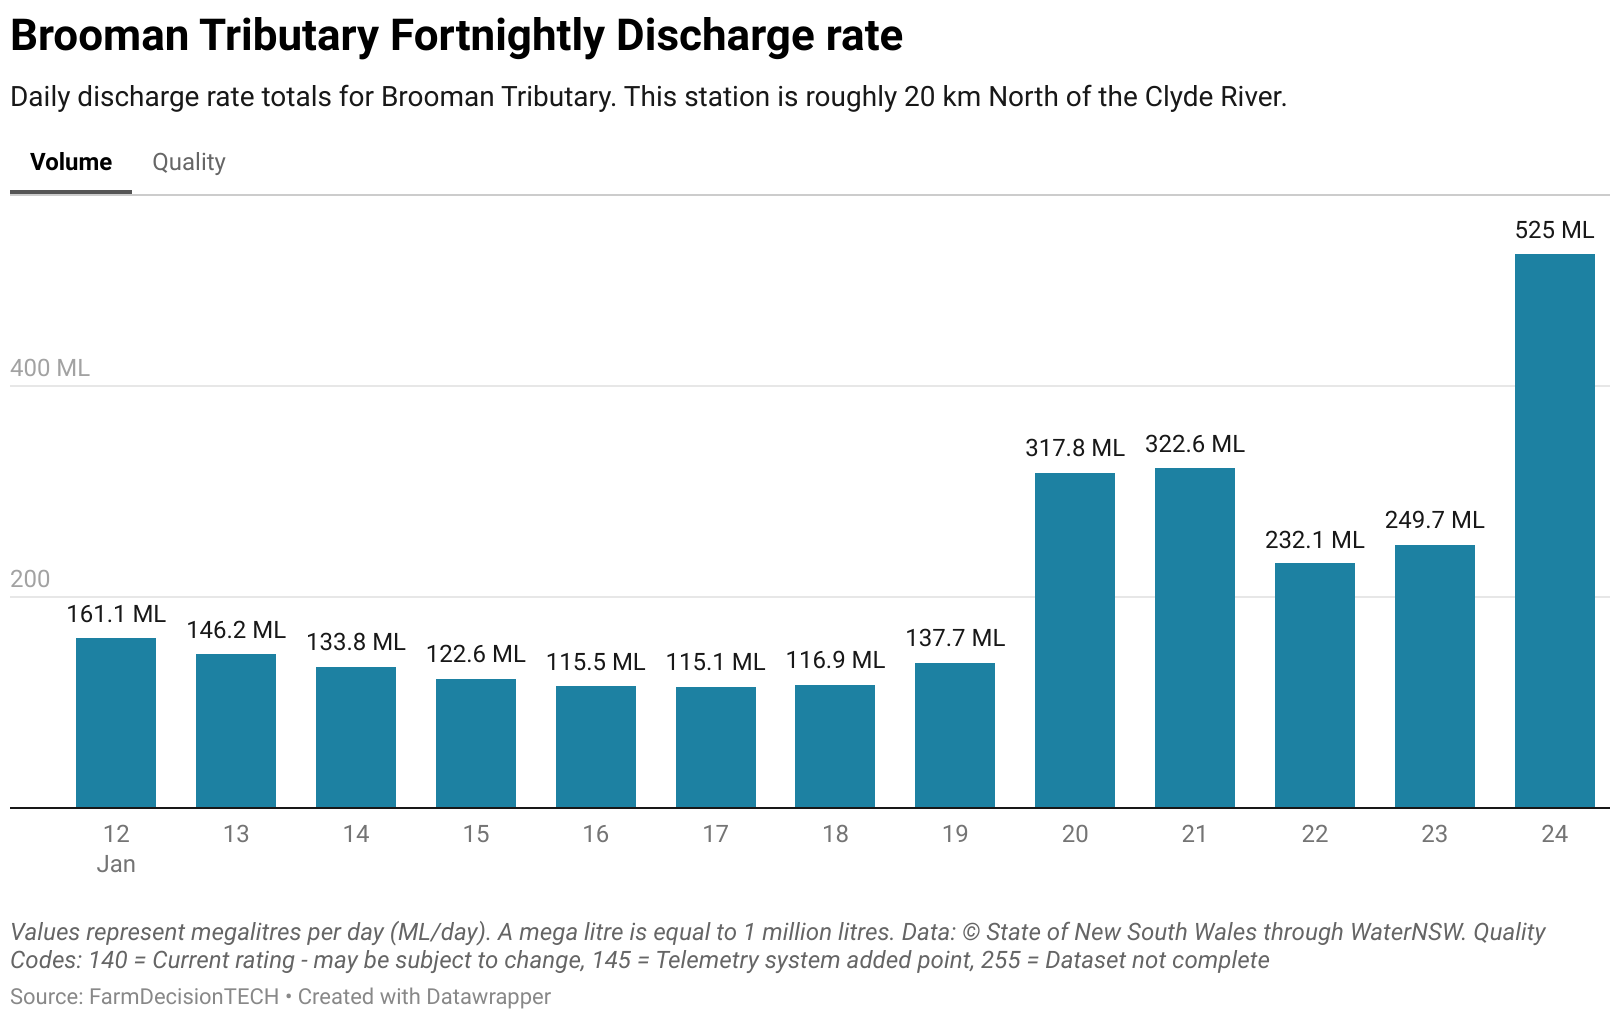 Brooman Tributary Fortnightly Discharge rate
Daily discharge rate totals for Brooman Tributary. This station is roughly 20 km North of the Clyde River.
Volume Quality
525 ML
400 ML
317.8 ML 322.6 ML
249.7 ML
232.1 ML
200
161.1 ML 146.2 ML 133.8 ML 122.6 ML 115.5 ML 115.1 ML 116.9 ML 137.7 ML
12 13 14 15 16 17 18 19 20 21 22 23 24
Jan
Values represent megalitres per day (ML/day). A mega litre is equal to 1 million litres. Data: © State of New South Wales through WaterNSW. Quality
Codes: 140 = Current rating - may be subject to change, 145 = Telemetry system added point, 255 = Dataset not complete
Source: FarmDecisionTECH • Created with Datawrapper